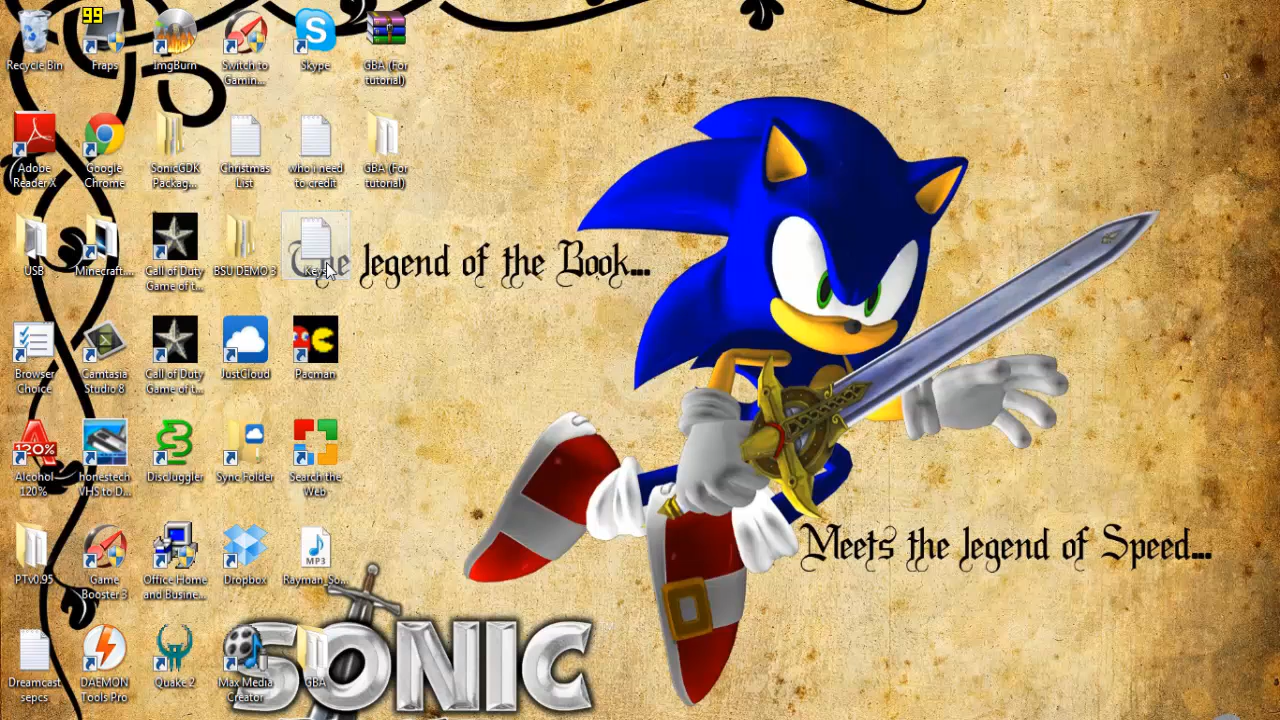 99
Recycle Bin
Fraps
ImgBurn
Switch to
Gamin...
Skype
GBA (For
tutorial)
Adobe
Reader X
Google
Chrome
SonicGDK
Packag...
Christmas
List
who i need
to credit
GBA (For
tutorial)
USB
Minecraft....
Call of Duty
Game of t...
BSU DEMO 3
legend of the Book...
Browser
Choice
Camtasia
Studio 8
Call of Duty
Game of t...
JustCloud
Pacman
120%
Alcohol
120%
honestech
VHS to D...
DiscJuggler
Sync Folder
Search the
Web
Meets the legend of Speed...
PTv0.95
Game
Booster 3
Office Home
and Busine...
Dropbox
MP3
Rayman_So...
Dreamcast
sepcs
DAEMON
Tools Pro
Quake 2
Max Media
Creator
GBA
SONIC